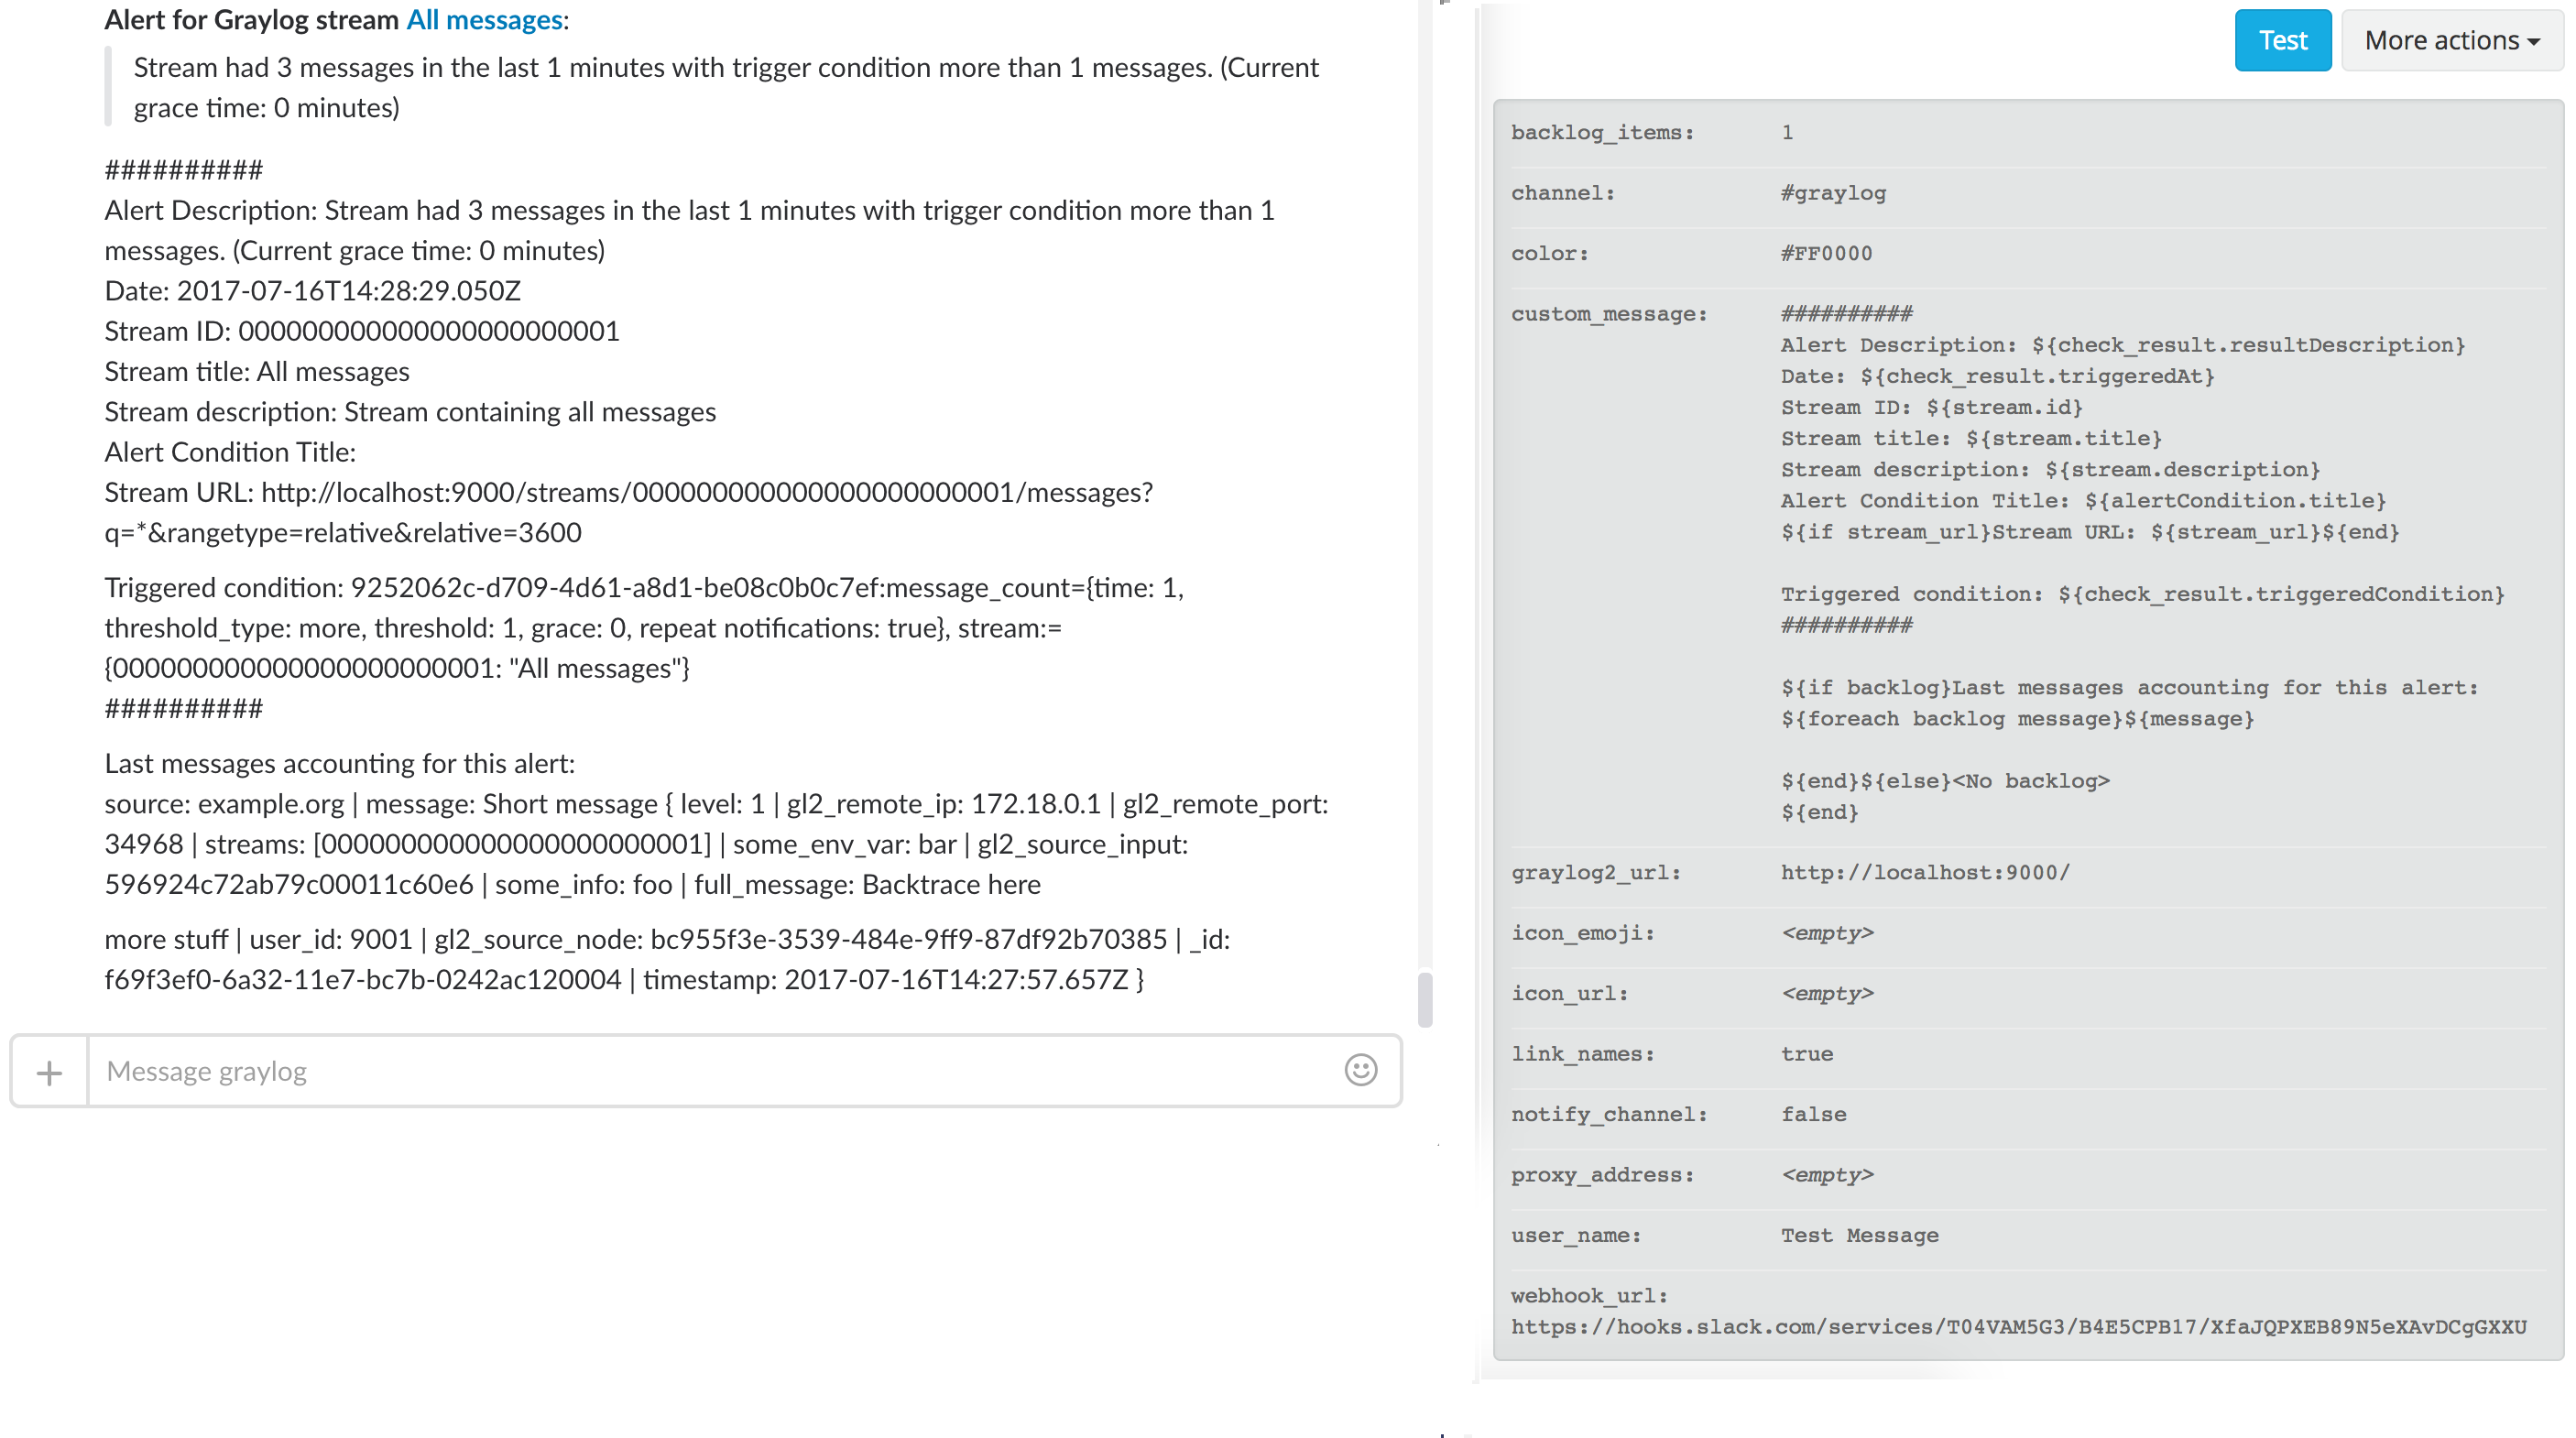 Alert for Graylog stream All messages:
Stream had 3 messages in the last 1 minutes with trigger condition more than 1 messages. (Current
grace time: 0 minutes)
##########
Alert Description: Stream had 3 messages in the last 1 minutes with trigger condition more than 1
messages. (Current grace time: 0 minutes)
Date: 2017-07-16T14:28:29.050Z
Stream ID: 000000000000000000000001
Stream title: All messages
Stream description: Stream containing all messages
Alert Condition Title:
Stream URL: http://localhost:9000/streams/000000000000000000000001/messages?
q=*&rangetype=relative&relative=3600
Triggered condition: 9252062c-d709-4d61-a8d1-be08c0b0c7ef:message_count={time: 1,
threshold_type: more, threshold: 1, grace: 0, repeat notifications: true}, stream:=
{000000000000000000000001: "All messages"}
##########
Last messages accounting for this alert:
source: example.org | message: Short message { level: 1 | gl2_remote_ip: 172.18.0.1 | gl2_remote_port:
34968 | streams: [000000000000000000000001] | some_env_var: bar | gl2_source_input:
596924c72ab79c00011c60e6 | some_info: foo | full_message: Backtrace here
more stuff | user_id: 9001 | gl2_source_node: bc955f3e-3539-484e-9ff9-87df92b70385 | _id:
f69f3ef0-6a32-11e7-bc7b-0242ac120004 | timestamp: 2017-07-16T14:27:57.657Z }
+ Message graylog
Test More actions
backlog_items: 1
channel: #graylog
color: #FF0000
custom_message: ##########
Alert Description: ${check_result.resultDescription}
Date: ${check_result.triggeredAt}
Stream ID: ${stream.id}
Stream title: ${stream.title}
Stream description: ${stream.description}
Alert Condition Title: ${alertCondition.title}
${if stream_url}Stream URL: ${stream_url}${end}
Triggered condition: ${check_result.triggeredCondition}
##########
${if backlog}Last messages accounting for this alert:
${foreach backlog message}${message}
${end}${else}<No backlog>
${end}
graylog2_url: http://localhost:9000/
icon_emoji: <empty>
icon_url: <empty>
link_names: true
notify_channel: false
proxy_address: <empty>
user_name: Test Message
webhook_url:
https://hooks.slack.com/services/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